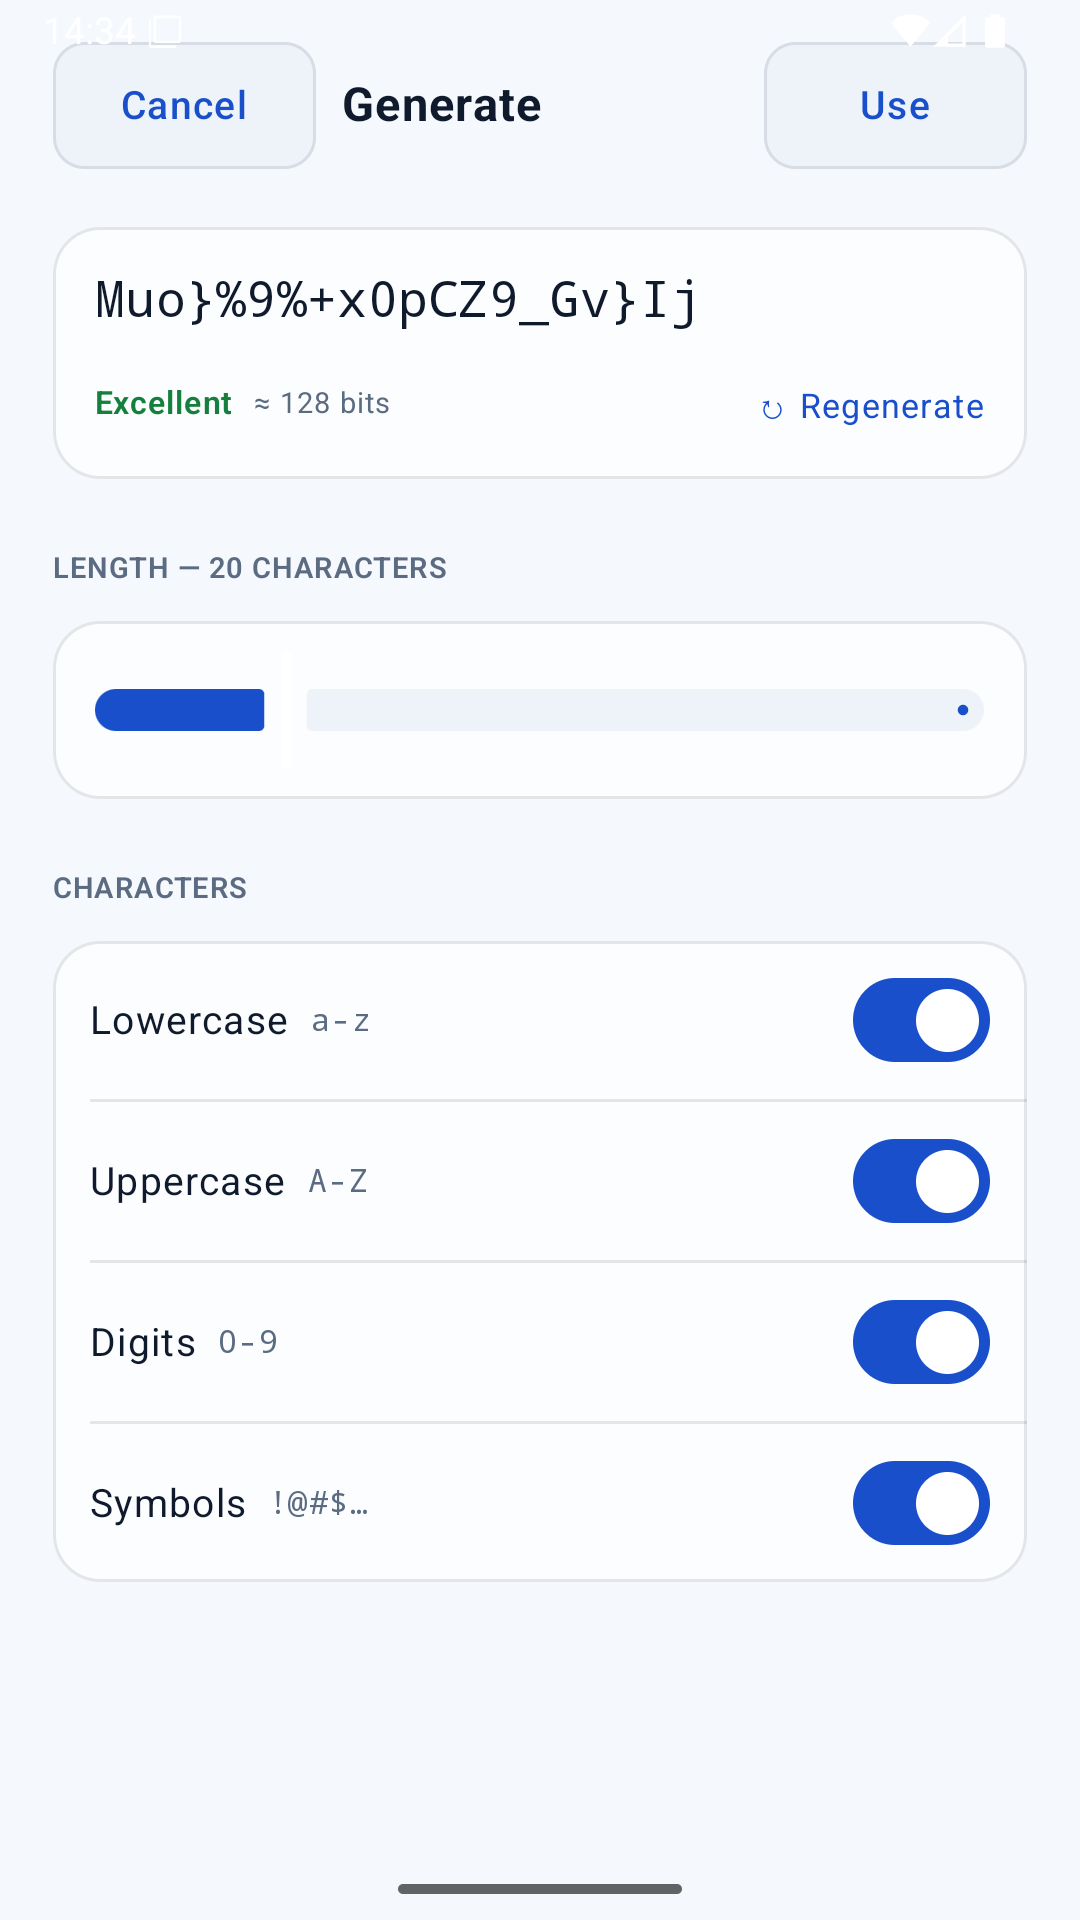 14:34
Cancel Generate Use
Muo}%9%+x0pCZ9_Gv}Ij
Excellent ≈ 128 bits ↻ Regenerate
LENGTH — 20 CHARACTERS
CHARACTERS
Lowercase a-z
Uppercase A-Z
Digits 0-9
Symbols !@#$…